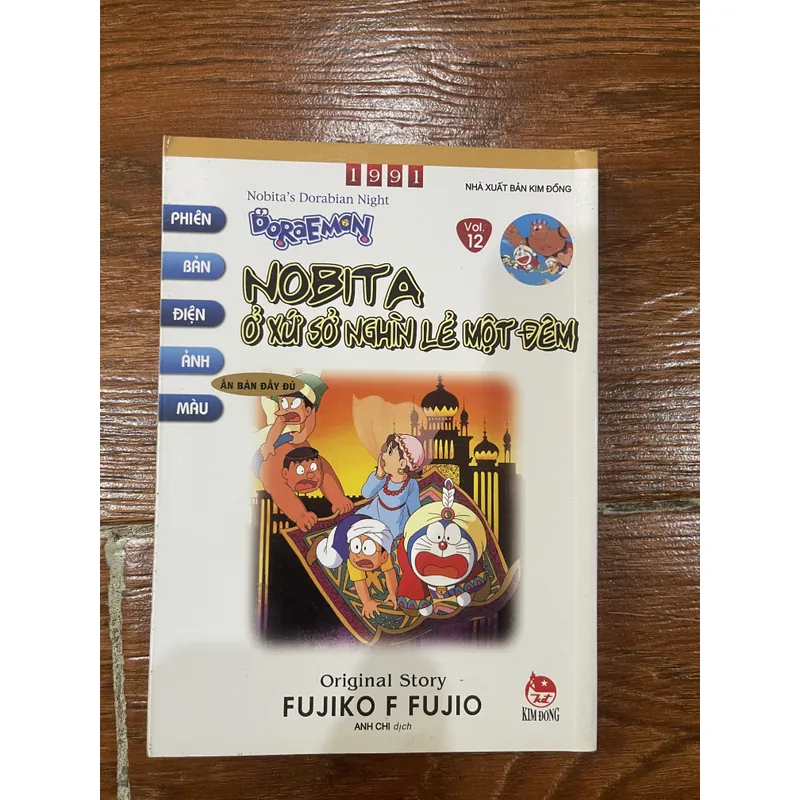 1991
NHÀ XUẤT BẢN KIM ĐỒNG
Nobita's Dorabian Night
DORAEMON
Vol.
12
PHIÊN
BẢN
ĐIỆN
ẢNH
MÀU
NOBITA
Ở XỨ SỞ NGHÌN LẺ MỘT ĐÊM
ẤN BẢN ĐẦY ĐỦ
Original Story
FUJIKO F FUJIO
ANH CHI dịch
KIM ĐỒNG